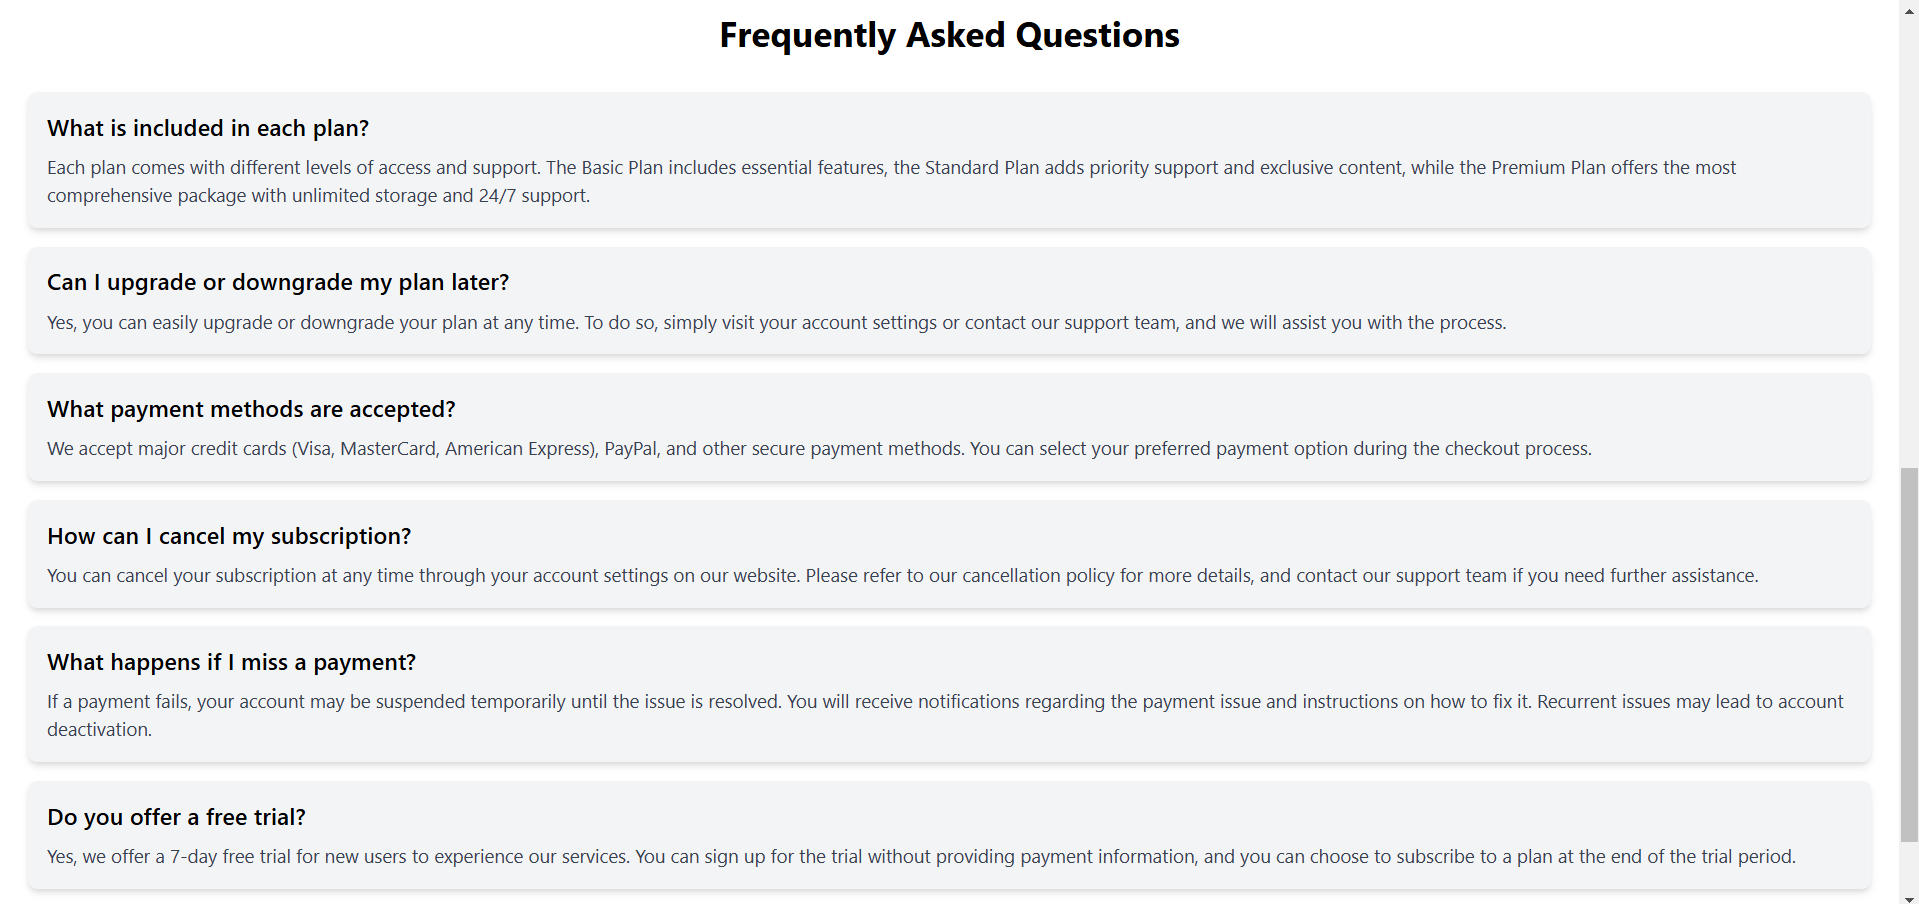 Frequently Asked Questions
What is included in each plan?
Each plan comes with different levels of access and support. The Basic Plan includes essential features, the Standard Plan adds priority support and exclusive content, while the Premium Plan offers the most
comprehensive package with unlimited storage and 24/7 support.
Can I upgrade or downgrade my plan later?
Yes, you can easily upgrade or downgrade your plan at any time. To do so, simply visit your account settings or contact our support team, and we will assist you with the process.
What payment methods are accepted?
We accept major credit cards (Visa, MasterCard, American Express), PayPal, and other secure payment methods. You can select your preferred payment option during the checkout process.
How can I cancel my subscription?
You can cancel your subscription at any time through your account settings on our website. Please refer to our cancellation policy for more details, and contact our support team if you need further assistance.
What happens if I miss a payment?
If a payment fails, your account may be suspended temporarily until the issue is resolved. You will receive notifications regarding the payment issue and instructions on how to fix it. Recurrent issues may lead to account
deactivation.
Do you offer a free trial?
Yes, we offer a 7-day free trial for new users to experience our services. You can sign up for the trial without providing payment information, and you can choose to subscribe to a plan at the end of the trial period.